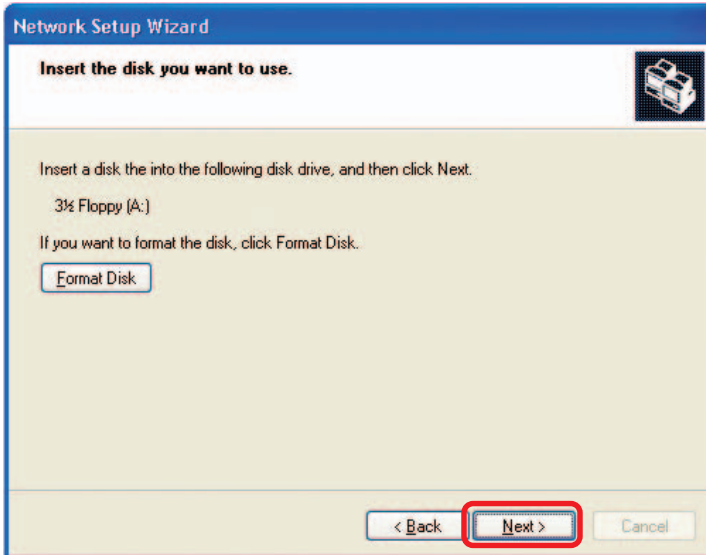 Network Setup Wizard
Insert the disk you want to use.
Insert a disk the into the following disk drive, and then click Next.
3½ Floppy (A:)
If you want to format the disk, click Format Disk.
Format Disk
< Back
Next >
Cancel